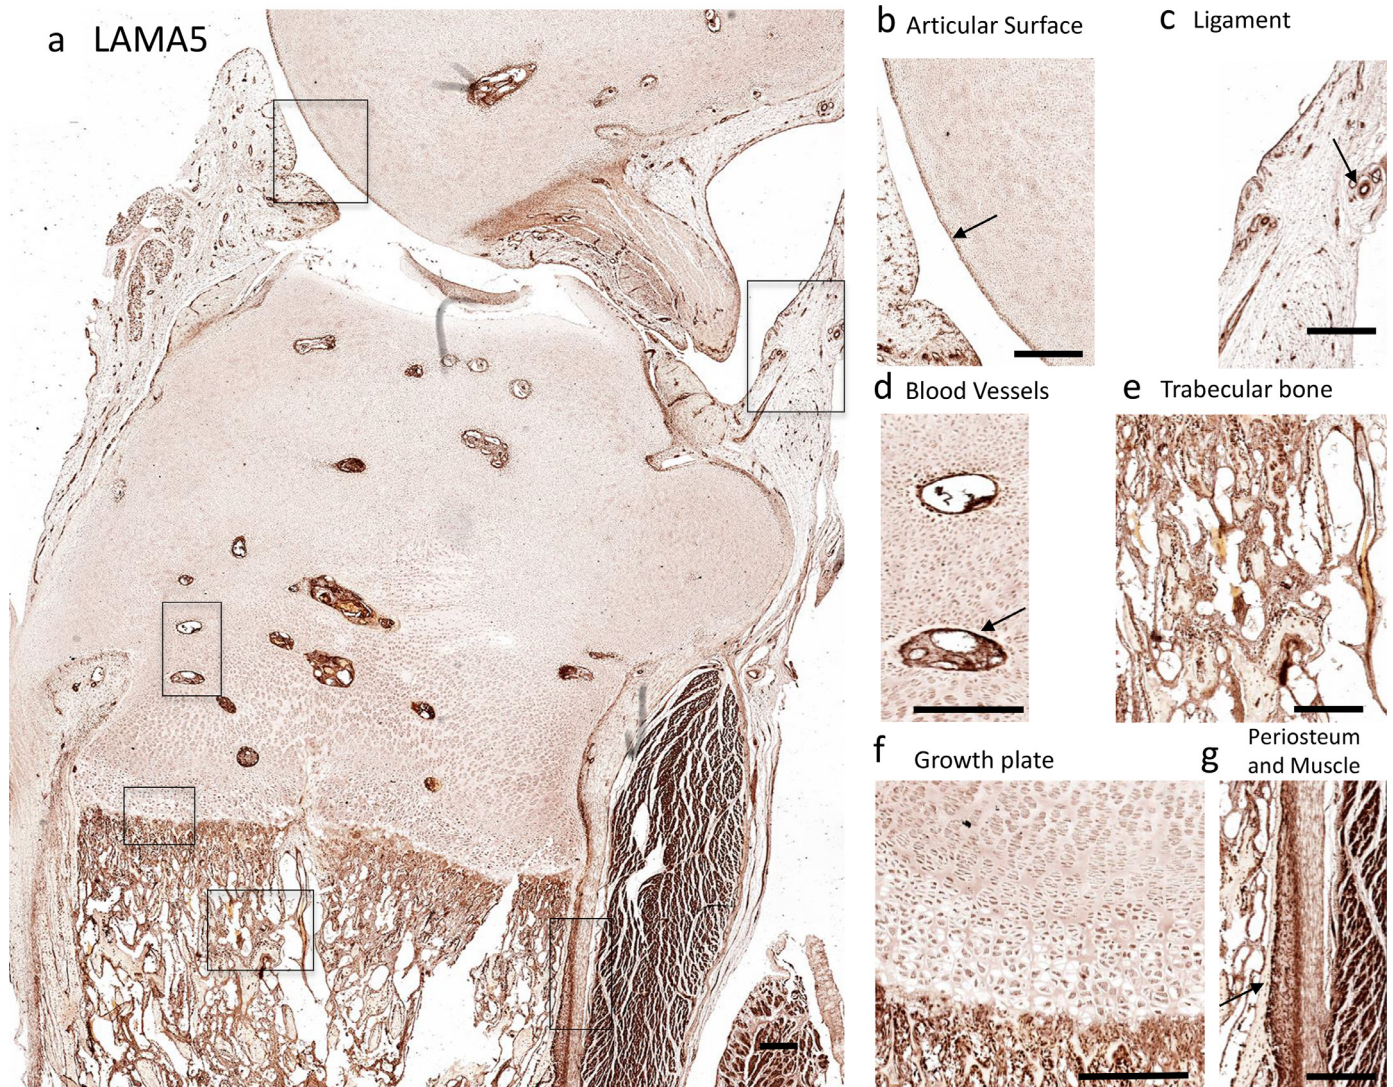 a LAMA5
b Articular Surface
c Ligament
d Blood Vessels
e Trabecular bone
f Growth plate
g Periosteum
and Muscle